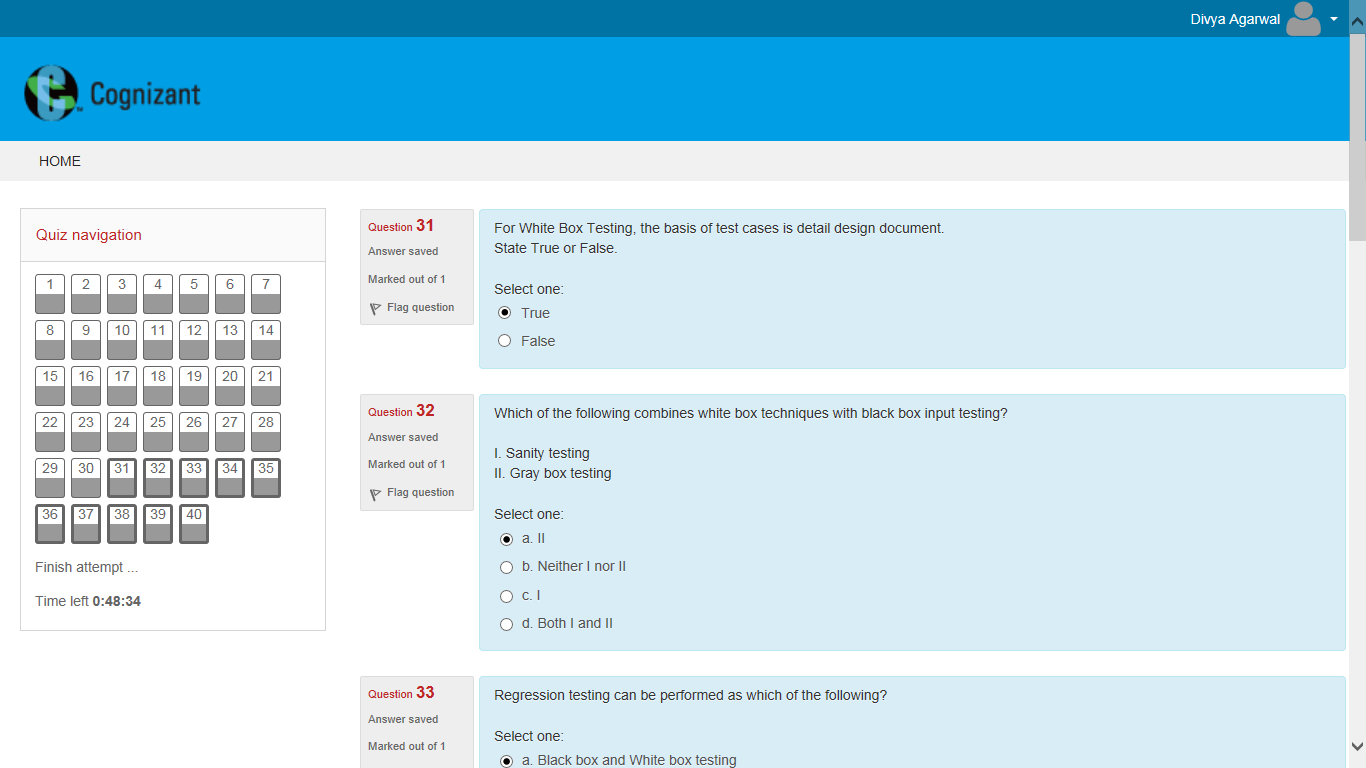 Divya Agarwal
Cognizant
HOME
Quiz navigation
1 2 3 4 5 6 7
8 9 10 11 12 13 14
15 16 17 18 19 20 21
22 23 24 25 26 27 28
29 30 31 32 33 34 35
36 37 38 39 40
Finish attempt ...
Time left 0:48:34
Question 31
Answer saved
Marked out of 1
Flag question
For White Box Testing, the basis of test cases is detail design document.
State True or False.
Select one:
True
False
Question 32
Answer saved
Marked out of 1
Flag question
Which of the following combines white box techniques with black box input testing?
I. Sanity testing
II. Gray box testing
Select one:
a. II
b. Neither I nor II
c. I
d. Both I and II
Question 33
Answer saved
Marked out of 1
Regression testing can be performed as which of the following?
Select one:
a. Black box and White box testing